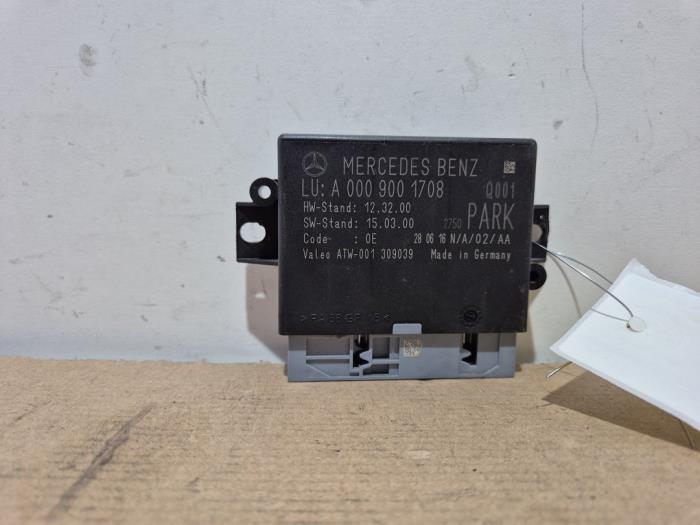 MERCEDES BENZ
LU: A 000 900 1708 Q001
HW-Stand: 12.32.00
SW-Stand: 15.03.00 2750 PARK
Code : 0E 28 06 16 N/A/02/AA
Valeo ATW-001 309039 Made in Germany